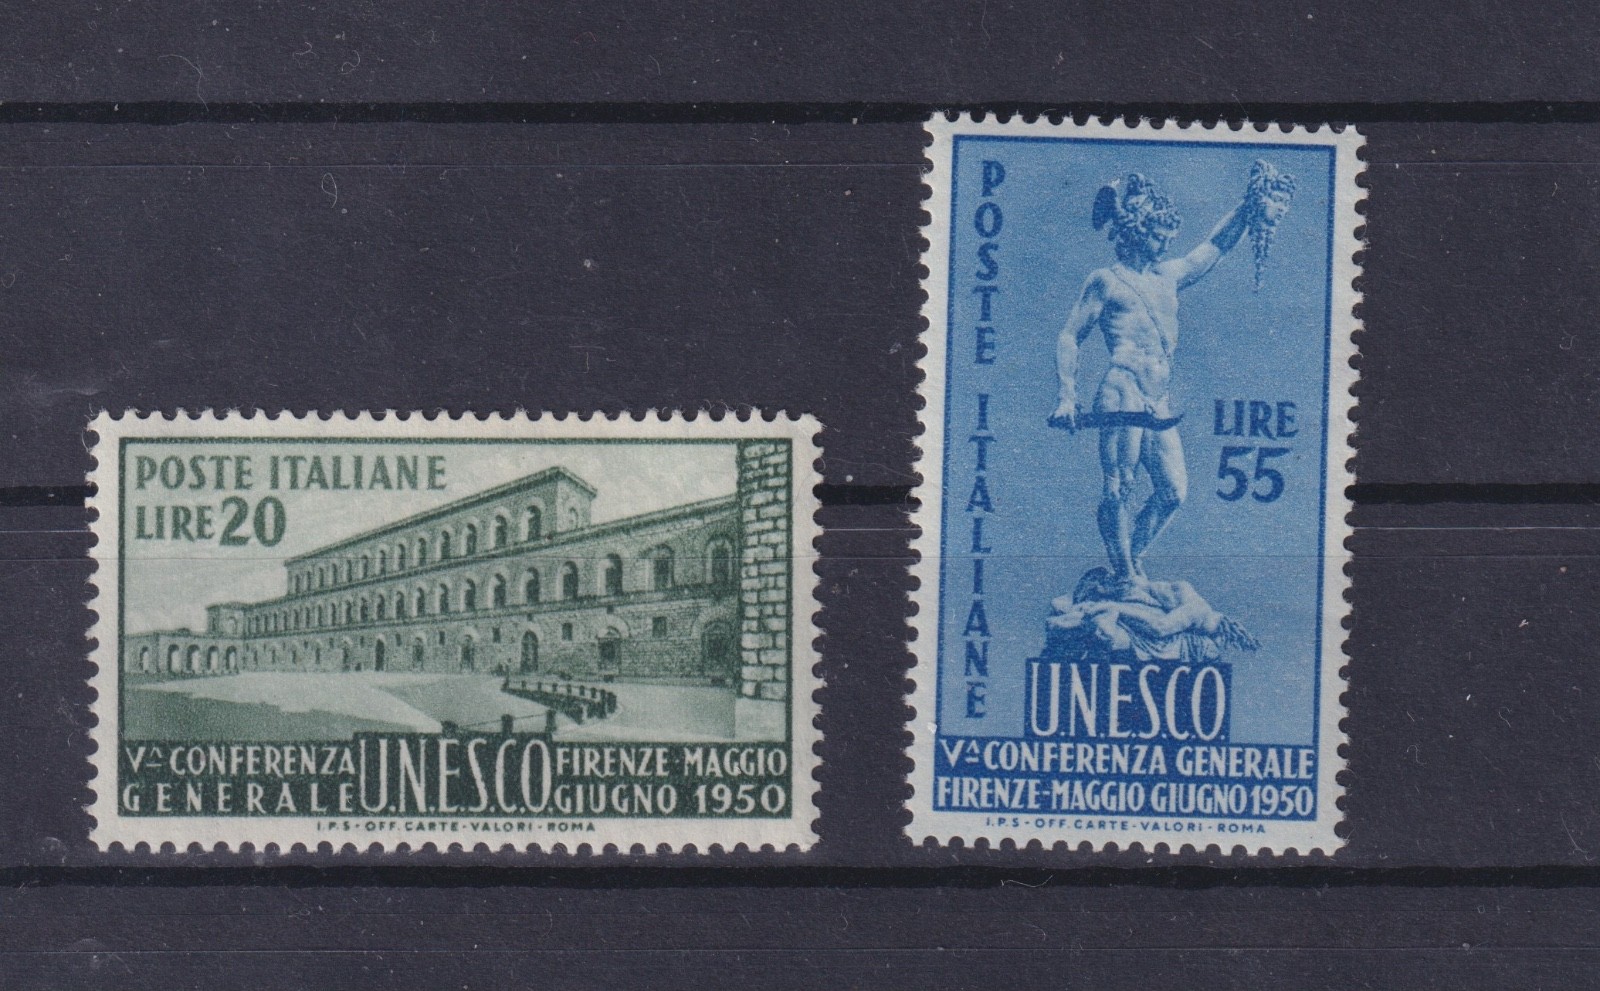 POSTE ITALIANE
LIRE 20
Vᴬ CONFERENZA
GENERALE
U.N.E.S.C.O.
FIRENZE-MAGGIO
GIUGNO 1950
I.P.S-OFF.CARTE-VALORI-ROMA
POSTE ITALIANE
LIRE
55
U.N.E.S.C.O.
Vᴬ CONFERENZA GENERALE
FIRENZE-MAGGIO GIUGNO 1950
I.P.S-OFF.CARTE-VALORI-ROMA